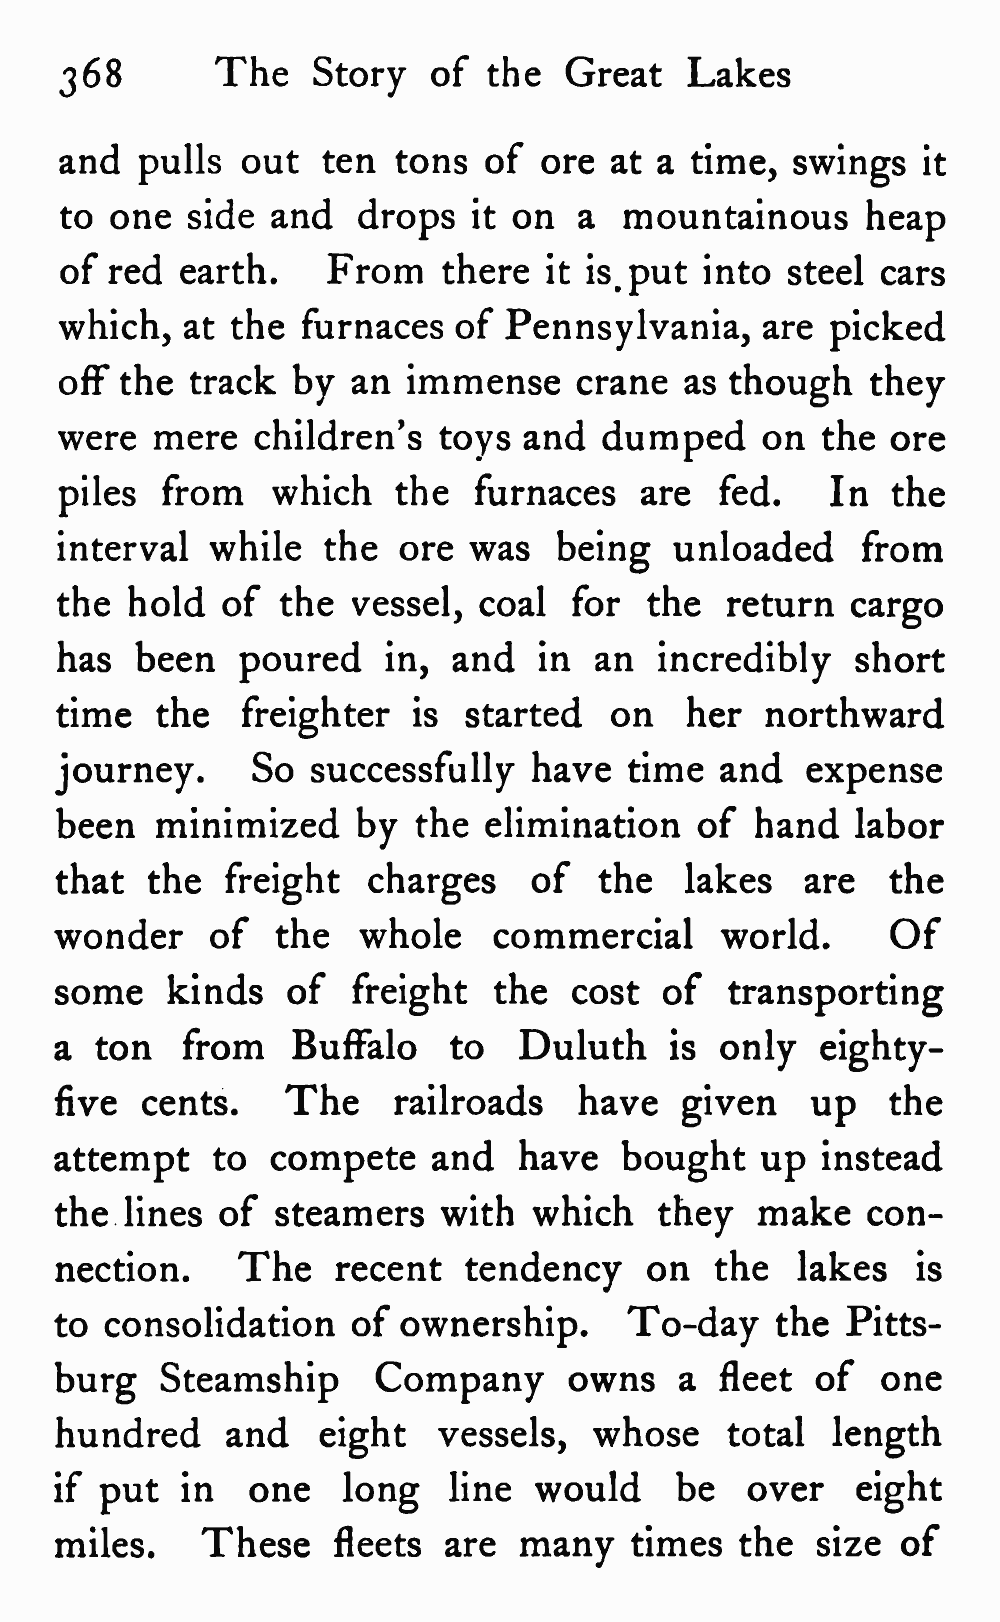 368 The Story of the Great Lakes
and pulls out ten tons of ore at a time, swings it
to one side and drops it on a mountainous heap
of red earth. From there it is put into steel cars
which, at the furnaces of Pennsylvania, are picked
off the track by an immense crane as though they
were mere children's toys and dumped on the ore
piles from which the furnaces are fed. In the
interval while the ore was being unloaded from
the hold of the vessel, coal for the return cargo
has been poured in, and in an incredibly short
time the freighter is started on her northward
journey. So successfully have time and expense
been minimized by the elimination of hand labor
that the freight charges of the lakes are the
wonder of the whole commercial world. Of
some kinds of freight the cost of transporting
a ton from Buffalo to Duluth is only eighty-
five cents. The railroads have given up the
attempt to compete and have bought up instead
the lines of steamers with which they make con-
nection. The recent tendency on the lakes is
to consolidation of ownership. To-day the Pitts-
burg Steamship Company owns a fleet of one
hundred and eight vessels, whose total length
if put in one long line would be over eight
miles. These fleets are many times the size of